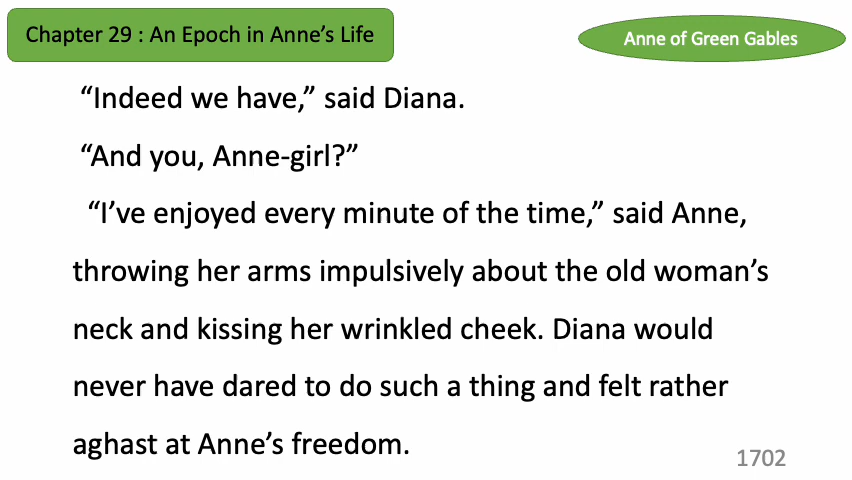 Chapter 29 : An Epoch in Anne’s Life
Anne of Green Gables
“Indeed we have,” said Diana.
“And you, Anne-girl?”
“I’ve enjoyed every minute of the time,” said Anne,
throwing her arms impulsively about the old woman’s
neck and kissing her wrinkled cheek. Diana would
never have dared to do such a thing and felt rather
aghast at Anne’s freedom.
1702